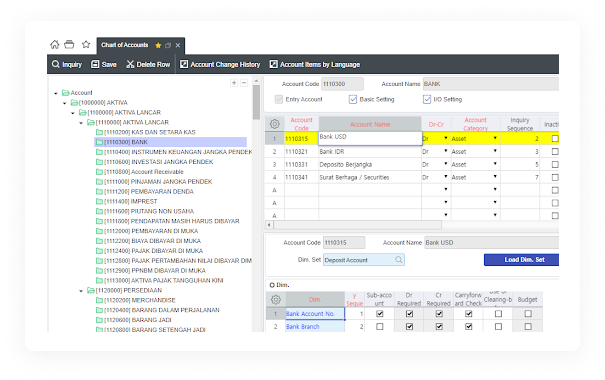 Chart of Accounts
Inquiry Save Delete Row Account Change History Account Items by Language
Account
[1000000] AKTIVA
[1100000] AKTIVA LANCAR
[1110000] AKTIVA LANCAR
[1110200] KAS DAN SETARA KAS
[1110300] BANK
[1110400] INSTRUMEN KEUANGAN JANGKA PENDEK
[1110600] INVESTASI JANGKA PENDEK
[1110800] Account Receivable
[1111000] PINJAMAN JANGKA PENDEK
[1111200] PEMBAYARAN DENDA
[1111400] IMPREST
[1111600] PIUTANG NON USAHA
[1111800] PENDAPATAN MASIH HARUS DIBAYAR
[1112000] PEMBAYARAN DI MUKA
[1112200] BIAYA DIBAYAR DI MUKA
[1112400] PAJAK DIBAYAR DI MUKA
[1112800] PAJAK PERTAMBAHAN NILAI DIBAYAR DIM
[1112900] PPNBM DIBAYAR DI MUKA
[1113000] AKTIVA PAJAK TANGGUHAN KINI
[1120000] PERSEDIAAN
[1120200] MERCHANDISE
[1120400] BARANG DALAM PERJALANAN
[1120600] BARANG JADI
[1120800] BARANG SETENGAH JADI
Account Code 1110300 Account Name BANK
Entry Account Basic Setting I/O Setting
Account Code Account Name Dr-Cr Account Category Inquiry Sequence Inacti
1 1110315 Bank USD Dr Asset 2
2 1110321 Bank IDR Dr Asset 3
3 1110331 Deposito Berjangka Dr Asset 5
4 1110341 Surat Berhaga / Securities Dr Asset 7
A
A
A
Account Code 1110315 Account Name Bank USD
Dim. Set Deposit Account Load Dim. Set
Dim.
Dim y Seque Sub-acco unt Dr Required Cr Required Carryforw ard Check Clearing-b Budget
1 Bank Account No. 1
2 Bank Branch 2